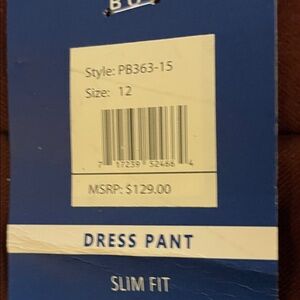 Style: PB363-15
Size: 12
7 17239 52466 4
MSRP: $129.00
DRESS PANT
SLIM FIT